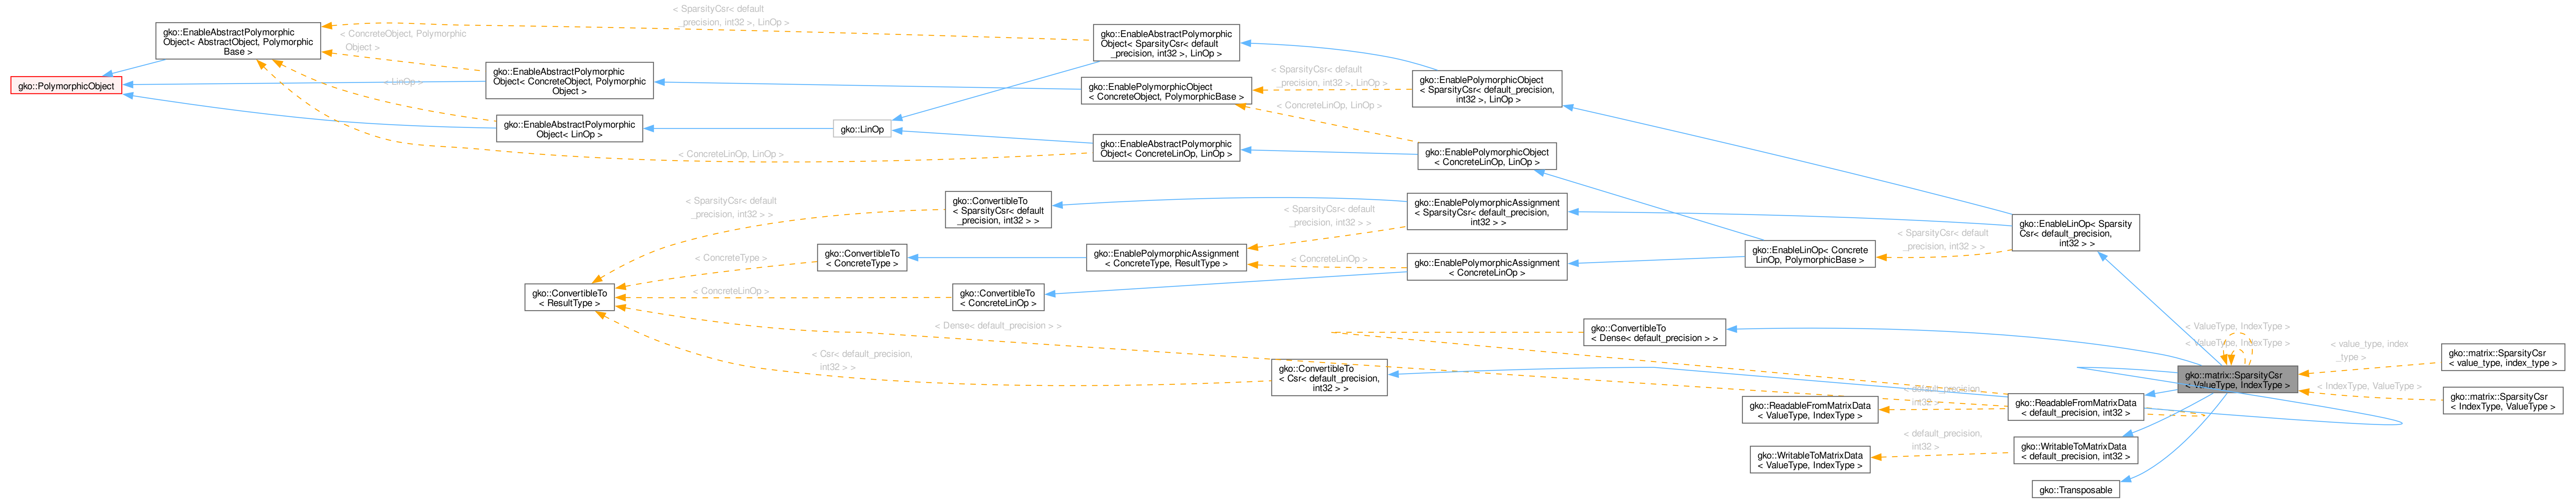 gko::PolymorphicObject
gko::EnableAbstractPolymorphic
Object< AbstractObject, Polymorphic
Base >
< SparsityCsr< default
_precision, int32 >, LinOp >
< ConcreteObject, Polymorphic
Object >
gko::EnableAbstractPolymorphic
Object< ConcreteObject, Polymorphic
Object >
< LinOp >
gko::EnableAbstractPolymorphic
Object< LinOp >
< ConcreteLinOp, LinOp >
gko::LinOp
gko::EnableAbstractPolymorphic
Object< SparsityCsr< default
_precision, int32 >, LinOp >
gko::EnablePolymorphicObject
< ConcreteObject, PolymorphicBase >
gko::EnableAbstractPolymorphic
Object< ConcreteLinOp, LinOp >
< SparsityCsr< default
_precision, int32 >, LinOp >
< ConcreteLinOp, LinOp >
gko::EnablePolymorphicObject
< SparsityCsr< default_precision,
int32 >, LinOp >
gko::EnablePolymorphicObject
< ConcreteLinOp, LinOp >
gko::ConvertibleTo
< ResultType >
< SparsityCsr< default
_precision, int32 > >
< ConcreteType >
< ConcreteLinOp >
< Dense< default_precision > >
< Csr< default_precision,
int32 > >
gko::ConvertibleTo
< SparsityCsr< default
_precision, int32 > >
gko::ConvertibleTo
< ConcreteType >
gko::ConvertibleTo
< ConcreteLinOp >
gko::EnablePolymorphicAssignment
< ConcreteType, ResultType >
< SparsityCsr< default
_precision, int32 > >
< ConcreteLinOp >
gko::EnablePolymorphicAssignment
< SparsityCsr< default_precision,
int32 > >
gko::EnablePolymorphicAssignment
< ConcreteLinOp >
gko::ConvertibleTo
< Csr< default_precision,
int32 > >
gko::ConvertibleTo
< Dense< default_precision > >
gko::EnableLinOp< Concrete
LinOp, PolymorphicBase >
< SparsityCsr< default
_precision, int32 > >
gko::EnableLinOp< Sparsity
Csr< default_precision,
int32 > >
gko::ReadableFromMatrixData
< ValueType, IndexType >
< default_precision,
int32 >
gko::ReadableFromMatrixData
< default_precision, int32 >
gko::WritableToMatrixData
< ValueType, IndexType >
< default_precision,
int32 >
gko::WritableToMatrixData
< default_precision, int32 >
gko::Transposable
< ValueType, IndexType >
< ValueType, IndexType >
gko::matrix::SparsityCsr
< ValueType, IndexType >
< value_type, index
_type >
< IndexType, ValueType >
gko::matrix::SparsityCsr
< value_type, index_type >
gko::matrix::SparsityCsr
< IndexType, ValueType >